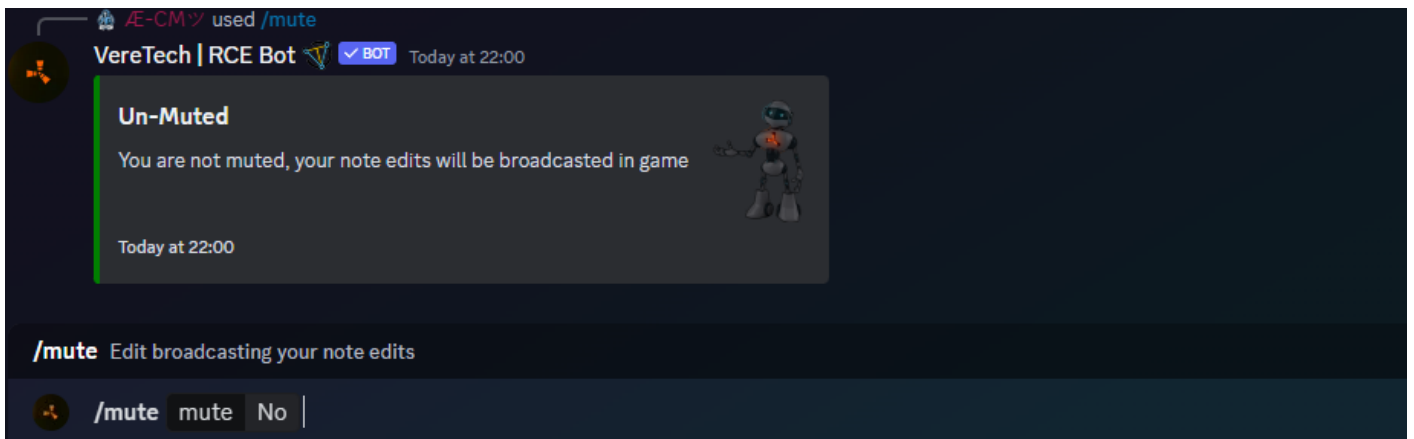 Æ-CMツ used /mute
VereTech | RCE Bot ✓ BOT Today at 22:00
Un-Muted
You are not muted, your note edits will be broadcasted in game
Today at 22:00
/mute Edit broadcasting your note edits
/mute mute No